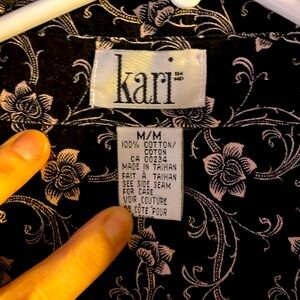 kari
M/M
100% COTTON/
COTON
CA 00234
MADE IN TAIWAN
FAIT À TAIWAN
SEE SIDE SEAM
FOR CARE
VOIR COUTURE
DE CÔTE POUR